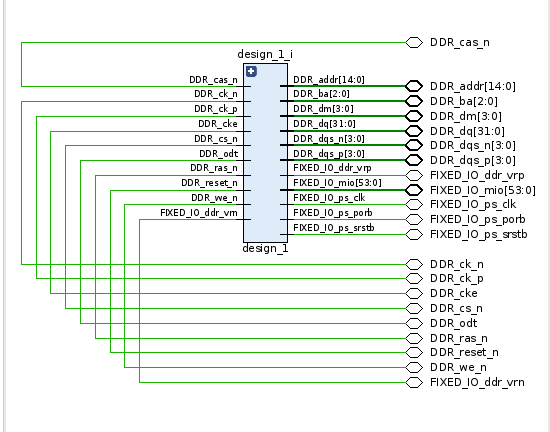 DDR_cas_n
design_1_i
DDR_cas_n
DDR_ck_n
DDR_ck_p
DDR_cke
DDR_cs_n
DDR_odt
DDR_ras_n
DDR_reset_n
DDR_we_n
FIXED_IO_ddr_vrn
DDR_addr[14:0]
DDR_ba[2:0]
DDR_dm[3:0]
DDR_dq[31:0]
DDR_dqs_n[3:0]
DDR_dqs_p[3:0]
FIXED_IO_ddr_vrp
FIXED_IO_mio[53:0]
FIXED_IO_ps_clk
FIXED_IO_ps_porb
FIXED_IO_ps_srstb
design_1
DDR_addr[14:0]
DDR_ba[2:0]
DDR_dm[3:0]
DDR_dq[31:0]
DDR_dqs_n[3:0]
DDR_dqs_p[3:0]
FIXED_IO_ddr_vrp
FIXED_IO_mio[53:0]
FIXED_IO_ps_clk
FIXED_IO_ps_porb
FIXED_IO_ps_srstb
DDR_ck_n
DDR_ck_p
DDR_cke
DDR_cs_n
DDR_odt
DDR_ras_n
DDR_reset_n
DDR_we_n
FIXED_IO_ddr_vrn